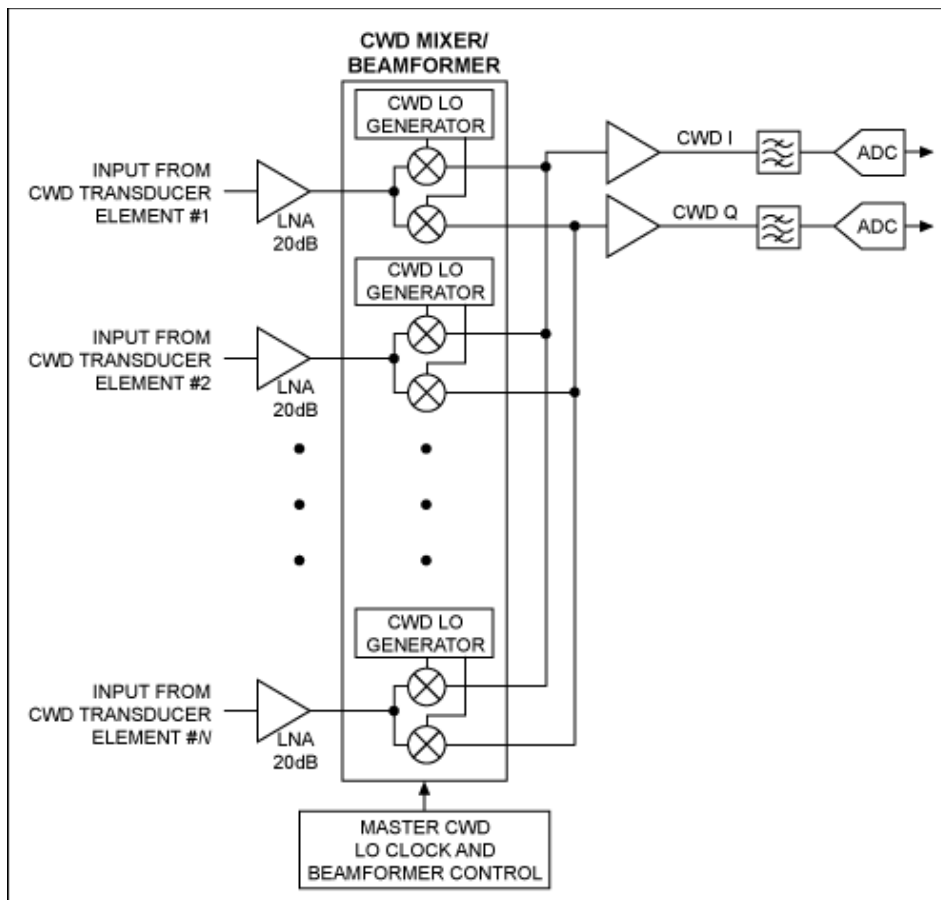 CWD MIXER/
BEAMFORMER
CWD LO
GENERATOR
INPUT FROM
CWD TRANSDUCER
ELEMENT #1
LNA
20dB
CWD I
ADC
CWD Q
ADC
CWD LO
GENERATOR
INPUT FROM
CWD TRANSDUCER
ELEMENT #2
LNA
20dB
CWD LO
GENERATOR
INPUT FROM
CWD TRANSDUCER
ELEMENT #N
LNA
20dB
MASTER CWD
LO CLOCK AND
BEAMFORMER CONTROL